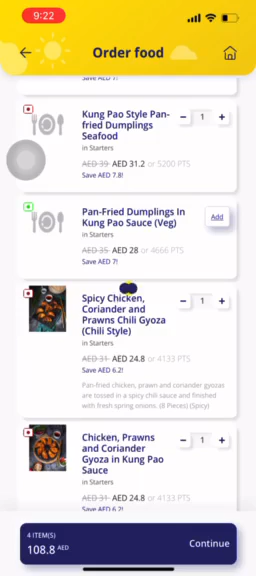 9:22
Order food
Save AED 7!
Kung Pao Style Pan-
fried Dumplings
Seafood
in Starters
AED 39 AED 31.2 or 5200 PTS
Save AED 7.8!
1
Pan-Fried Dumplings In
Kung Pao Sauce (Veg)
in Starters
AED 35 AED 28 or 4666 PTS
Save AED 7!
Add
Spicy Chicken,
Coriander and
Prawns Chili Gyoza
(Chili Style)
in Starters
AED 31 AED 24.8 or 4133 PTS
Save AED 6.2!
Pan-fried chicken, prawn and coriander gyozas
are tossed in a spicy chili sauce and finished
with fresh spring onions. (8 Pieces) (Spicy)
1
Chicken, Prawns
and Coriander
Gyoza in Kung Pao
Sauce
in Starters
AED 31 AED 24.8 or 4133 PTS
Save AED 6.2!
1
4 ITEM(S)
108.8 AED
Continue